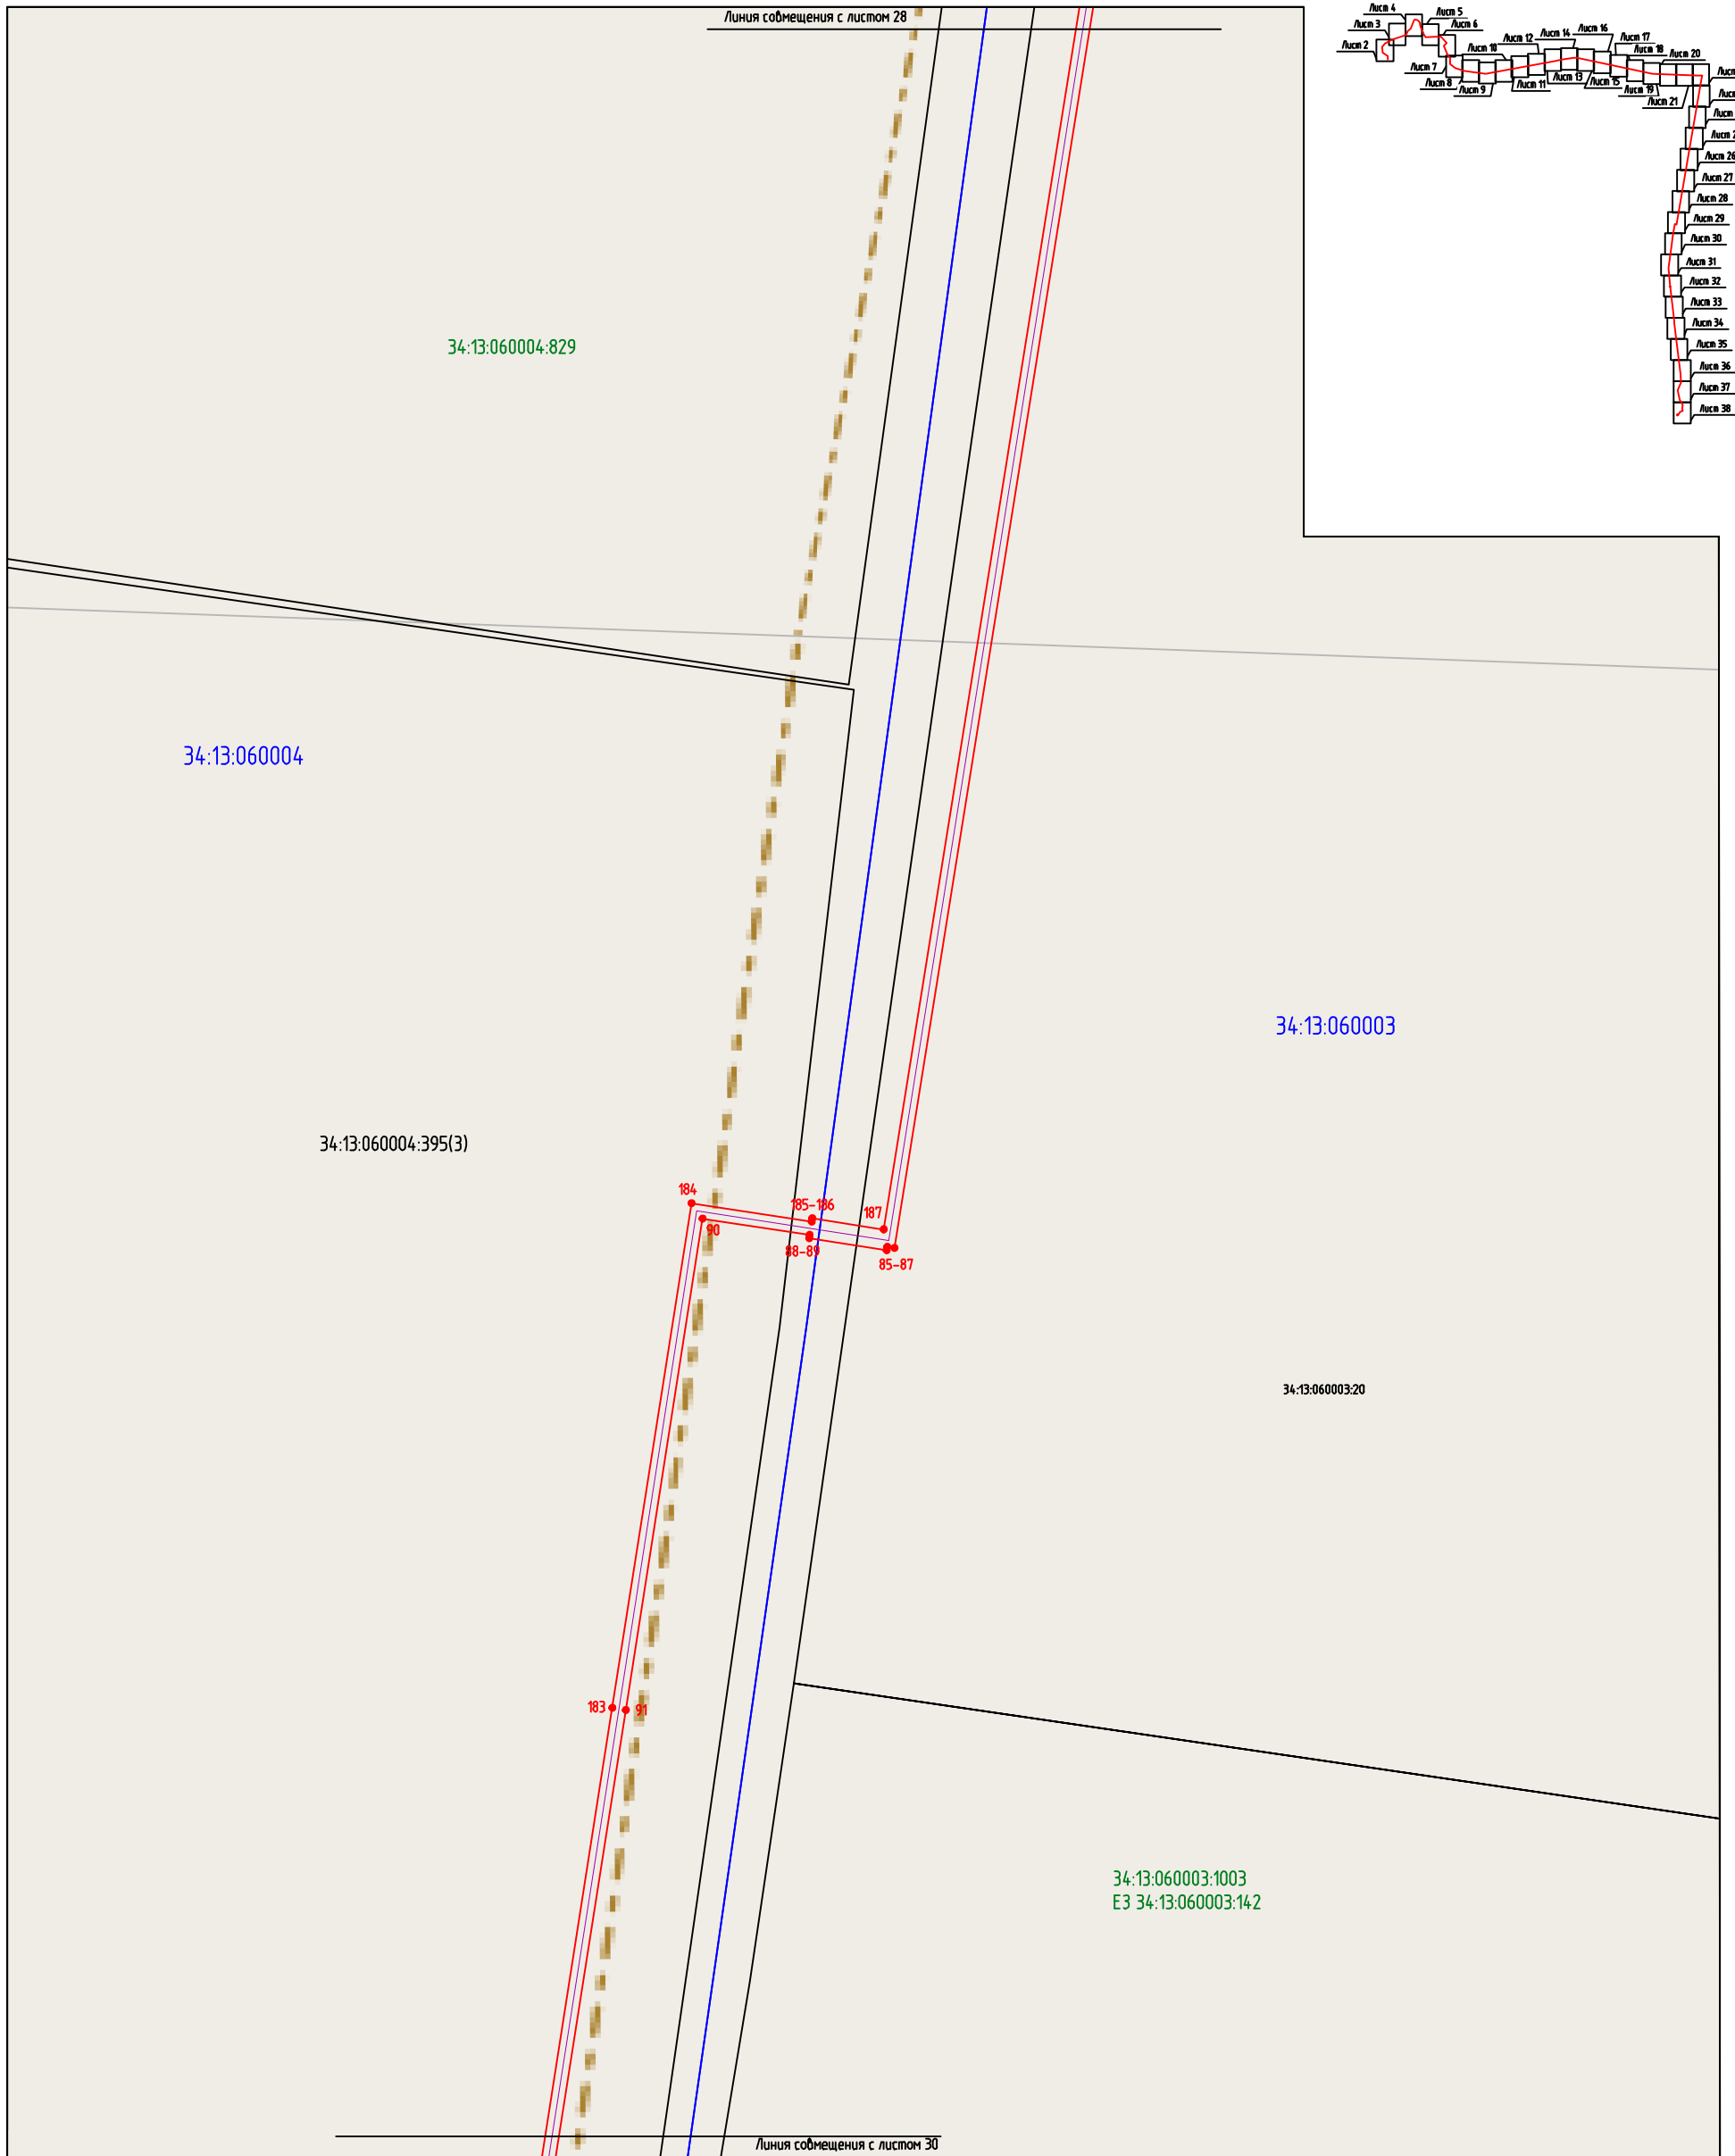 Линия совмещения с листом 28
Лист 4
Лист 5
Лист 3
Лист 6
Лист 2
Лист 7
Лист 8
Лист 9
Лист 10
Лист 11
Лист 12
Лист 14
Лист 13
Лист 16
Лист 15
Лист 17
Лист 18
Лист 19
Лист 20
Лист 21
Лист 26
Лист 27
Лист 28
Лист 29
Лист 30
Лист 31
Лист 32
Лист 33
Лист 34
Лист 35
Лист 36
Лист 37
Лист 38
34:13:060004:829
34:13:060004
34:13:060003
34:13:060004:395(3)
184
185-186
187
90
88-89
85-87
34:13:060003:20
183
91
34:13:060003:1003
ЕЗ 34:13:060003:142
Линия совмещения с листом 30